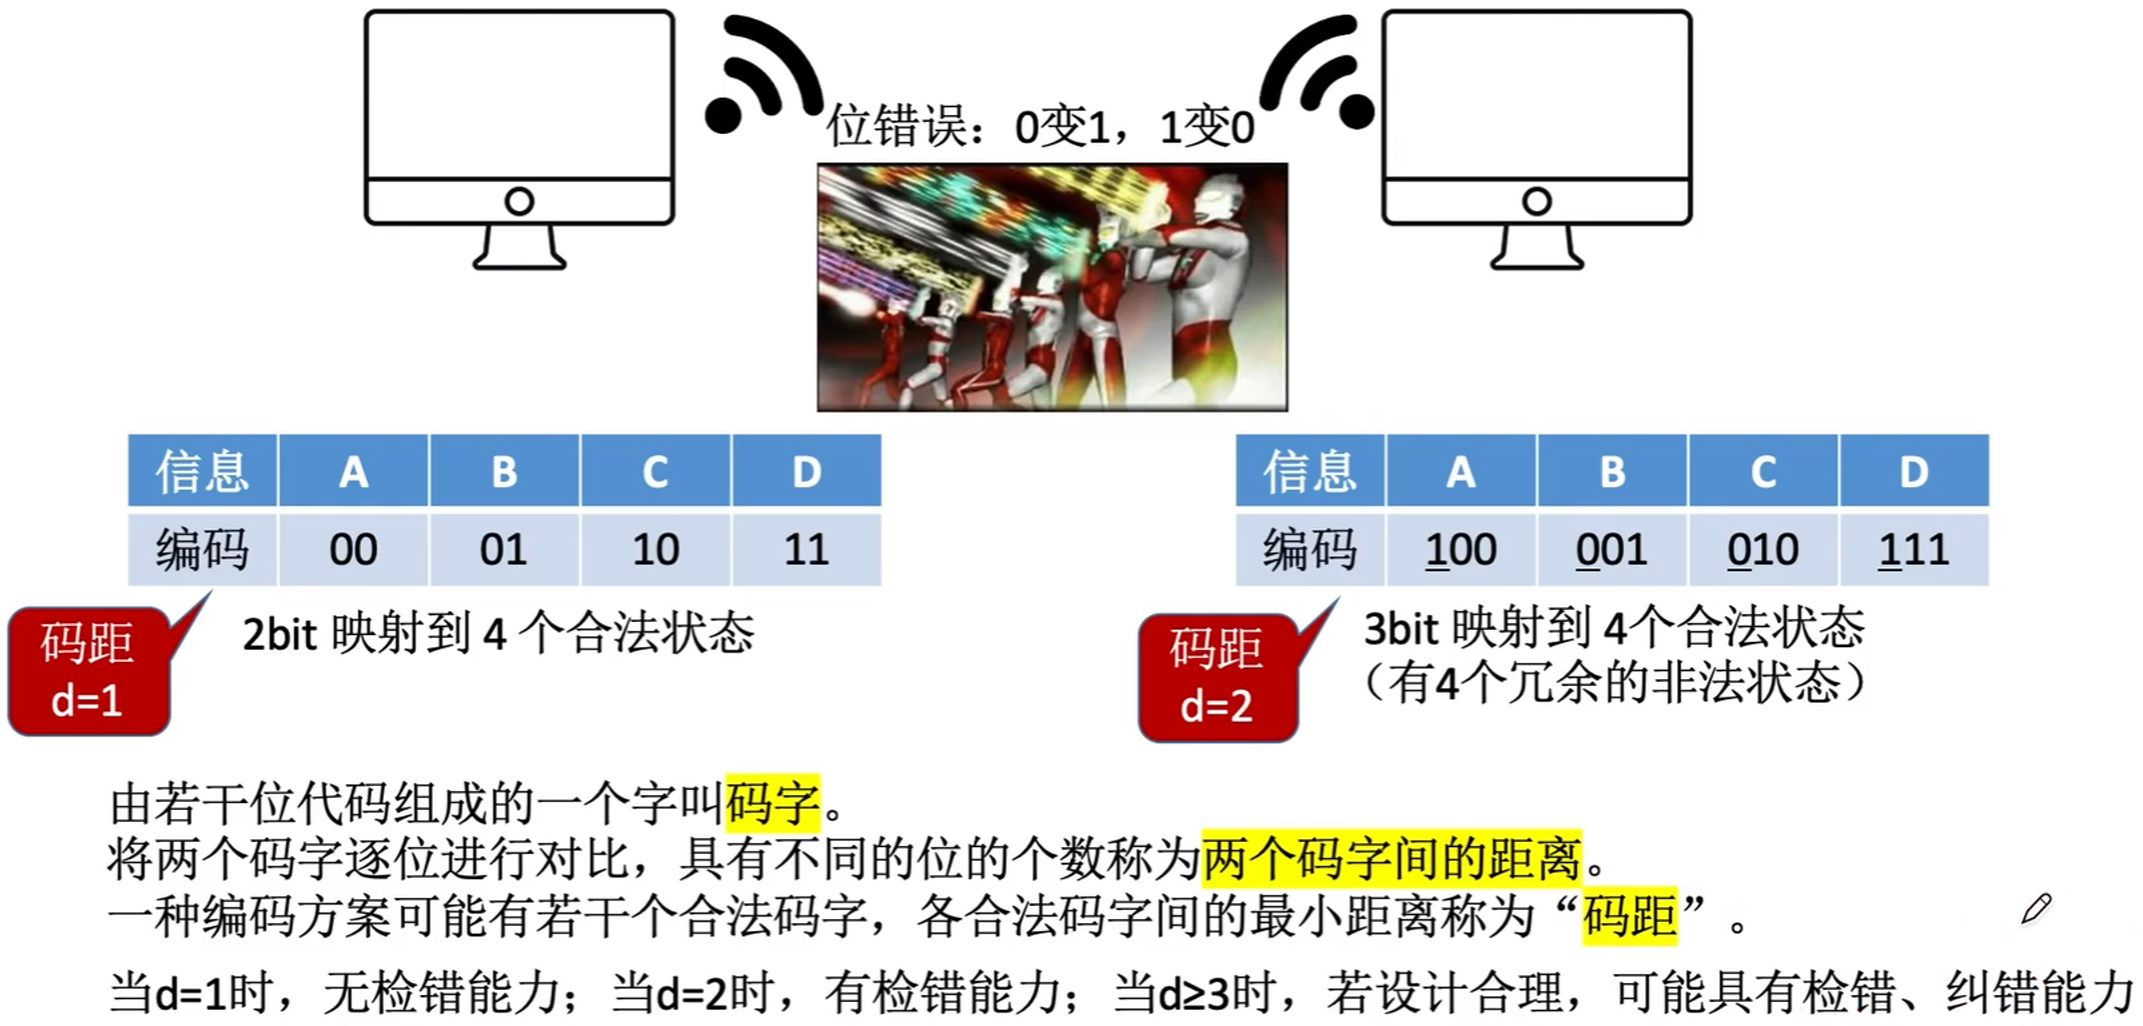 位错误：0变1，1变0
信息 A B C D
编码 00 01 10 11
码距
d=1
2bit 映射到 4 个合法状态
信息 A B C D
编码 100 001 010 111
码距
d=2
3bit 映射到 4个合法状态
（有4个冗余的非法状态）
由若干位代码组成的一个字叫码字。
将两个码字逐位进行对比，具有不同的位的个数称为两个码字间的距离。
一种编码方案可能有若干个合法码字，各合法码字间的最小距离称为“码距”。
当d=1时，无检错能力；当d=2时，有检错能力；当d≥3时，若设计合理，可能具有检错、纠错能力